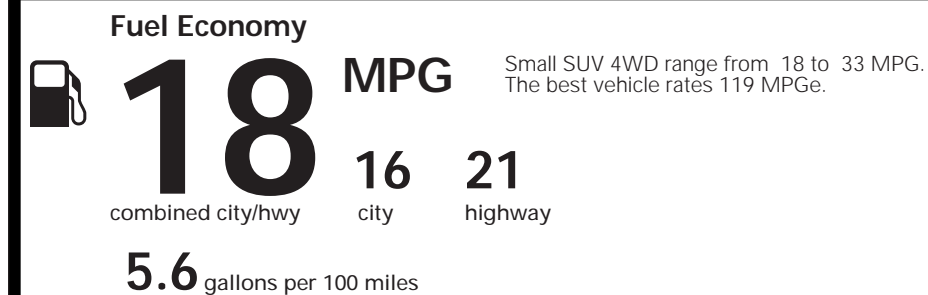 Fuel Economy
18 MPG
Small SUV 4WD range from 18 to 33 MPG.
The best vehicle rates 119 MPGe.
16 21
combined city/hwy city highway
5.6 gallons per 100 miles